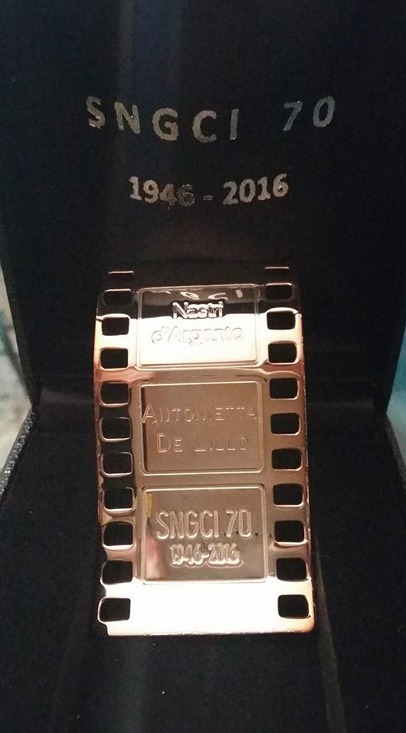 SNGCI 70
1946 - 2016
Nastri
d'Argento
ANTONIETTA
DE LILLO
SNGCI 70
1946-2016